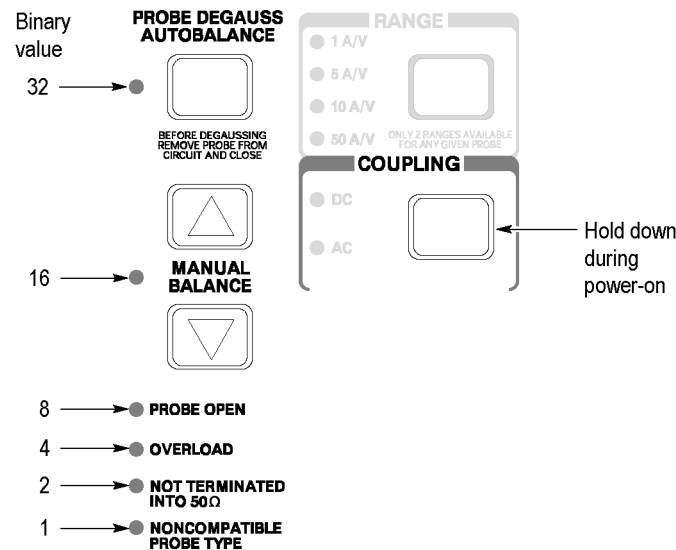 Binary
value
32
PROBE DEGAUSS
AUTOBALANCE
BEFORE DEGAUSSING
REMOVE PROBE FROM
CIRCUIT AND CLOSE
RANGE
1 A/V
5 A/V
10 A/V
50 A/V
ONLY 2 RANGES AVAILABLE
FOR ANY GIVEN PROBE
COUPLING
DC
AC
Hold down
during
power-on
16
MANUAL
BALANCE
8
PROBE OPEN
4
OVERLOAD
2
NOT TERMINATED
INTO 50Ω
1
NONCOMPATIBLE
PROBE TYPE